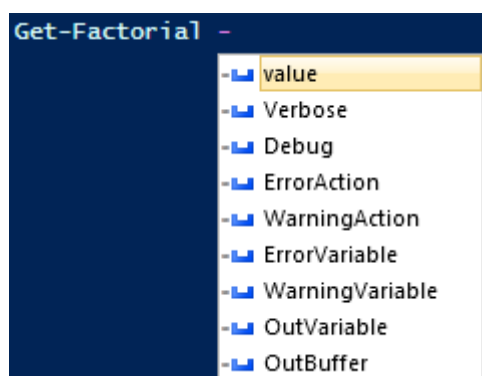 Get-Factorial -
value
Verbose
Debug
ErrorAction
WarningAction
ErrorVariable
WarningVariable
OutVariable
OutBuffer